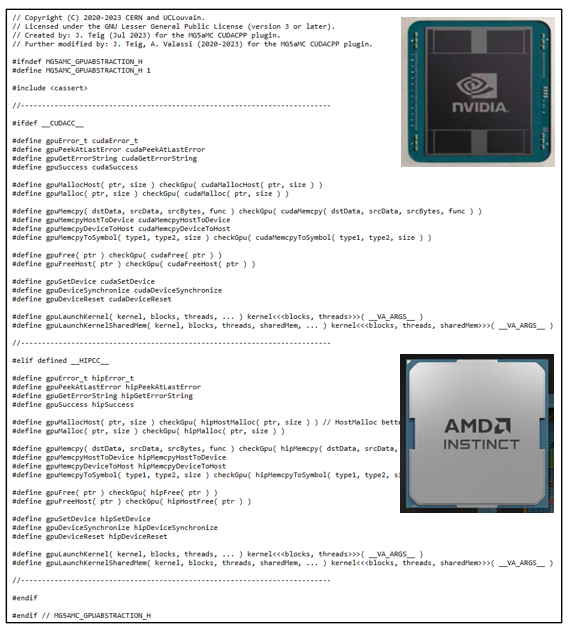 // Copyright (C) 2020-2023 CERN and UCLouvain.
// Licensed under the GNU Lesser General Public License (version 3 or later).
// Created by: J. Teig (Jul 2023) for the MG5aMC CUDACPP plugin.
// Further modified by: J. Teig, A. Valassi (2020-2023) for the MG5aMC CUDACPP plugin.
#ifndef MG5AMC_GPUABSTRACTION_H
#define MG5AMC_GPUABSTRACTION_H 1
#include <cassert>
//--------------------------------------------------------------------------
#ifdef __CUDACC__
#define gpuError_t cudaError_t
#define gpuPeekAtLastError cudaPeekAtLastError
#define gpuGetErrorString cudaGetErrorString
#define gpuSuccess cudaSuccess
#define gpuMallocHost( ptr, size ) checkGpu( cudaMallocHost( ptr, size ) )
#define gpuMalloc( ptr, size ) checkGpu( cudaMalloc( ptr, size ) )
#define gpuMemcpy( dstData, srcData, srcBytes, func ) checkGpu( cudaMemcpy( dstData, srcData, srcBytes, func ) )
#define gpuMemcpyHostToDevice cudaMemcpyHostToDevice
#define gpuMemcpyDeviceToHost cudaMemcpyDeviceToHost
#define gpuMemcpyToSymbol( type1, type2, size ) checkGpu( cudaMemcpyToSymbol( type1, type2, size ) )
#define gpuFree( ptr ) checkGpu( cudaFree( ptr ) )
#define gpuFreeHost( ptr ) checkGpu( cudaFreeHost( ptr ) )
#define gpuSetDevice cudaSetDevice
#define gpuDeviceSynchronize cudaDeviceSynchronize
#define gpuDeviceReset cudaDeviceReset
#define gpuLaunchKernel( kernel, blocks, threads, ... ) kernel<<<blocks, threads>>>( __VA_ARGS__ )
#define gpuLaunchKernelSharedMem( kernel, blocks, threads, sharedMem, ... ) kernel<<<blocks, threads, sharedMem>>>( __VA_ARGS__ )
//--------------------------------------------------------------------------
#elif defined __HIPCC__
#define gpuError_t hipError_t
#define gpuPeekAtLastError hipPeekAtLastError
#define gpuGetErrorString hipGetErrorString
#define gpuSuccess hipSuccess
#define gpuMallocHost( ptr, size ) checkGpu( hipHostMalloc( ptr, size ) ) // HostMalloc
#define gpuMalloc( ptr, size ) checkGpu( hipMalloc( ptr, size ) )
#define gpuMemcpy( dstData, srcData, srcBytes, func ) checkGpu( hipMemcpy( dstData, srcData,
#define gpuMemcpyHostToDevice hipMemcpyHostToDevice
#define gpuMemcpyDeviceToHost hipMemcpyDeviceToHost
#define gpuMemcpyToSymbol( type1, type2, size ) checkGpu( hipMemcpyToSymbol( type1, type2,
#define gpuFree( ptr ) checkGpu( hipFree( ptr ) )
#define gpuFreeHost( ptr ) checkGpu( hipHostFree( ptr ) )
#define gpuSetDevice hipSetDevice
#define gpuDeviceSynchronize hipDeviceSynchronize
#define gpuDeviceReset hipDeviceReset
#define gpuLaunchKernel( kernel, blocks, threads, ... ) kernel<<<blocks, threads>>>( __VA_ARGS__ )
#define gpuLaunchKernelSharedMem( kernel, blocks, threads, sharedMem, ... ) kernel<<<blocks, threads, sharedMem>>>( __VA_ARGS__ )
//--------------------------------------------------------------------------
#endif
#endif // MG5AMC_GPUABSTRACTION_H
NVIDIA.
AMD
INSTINCT